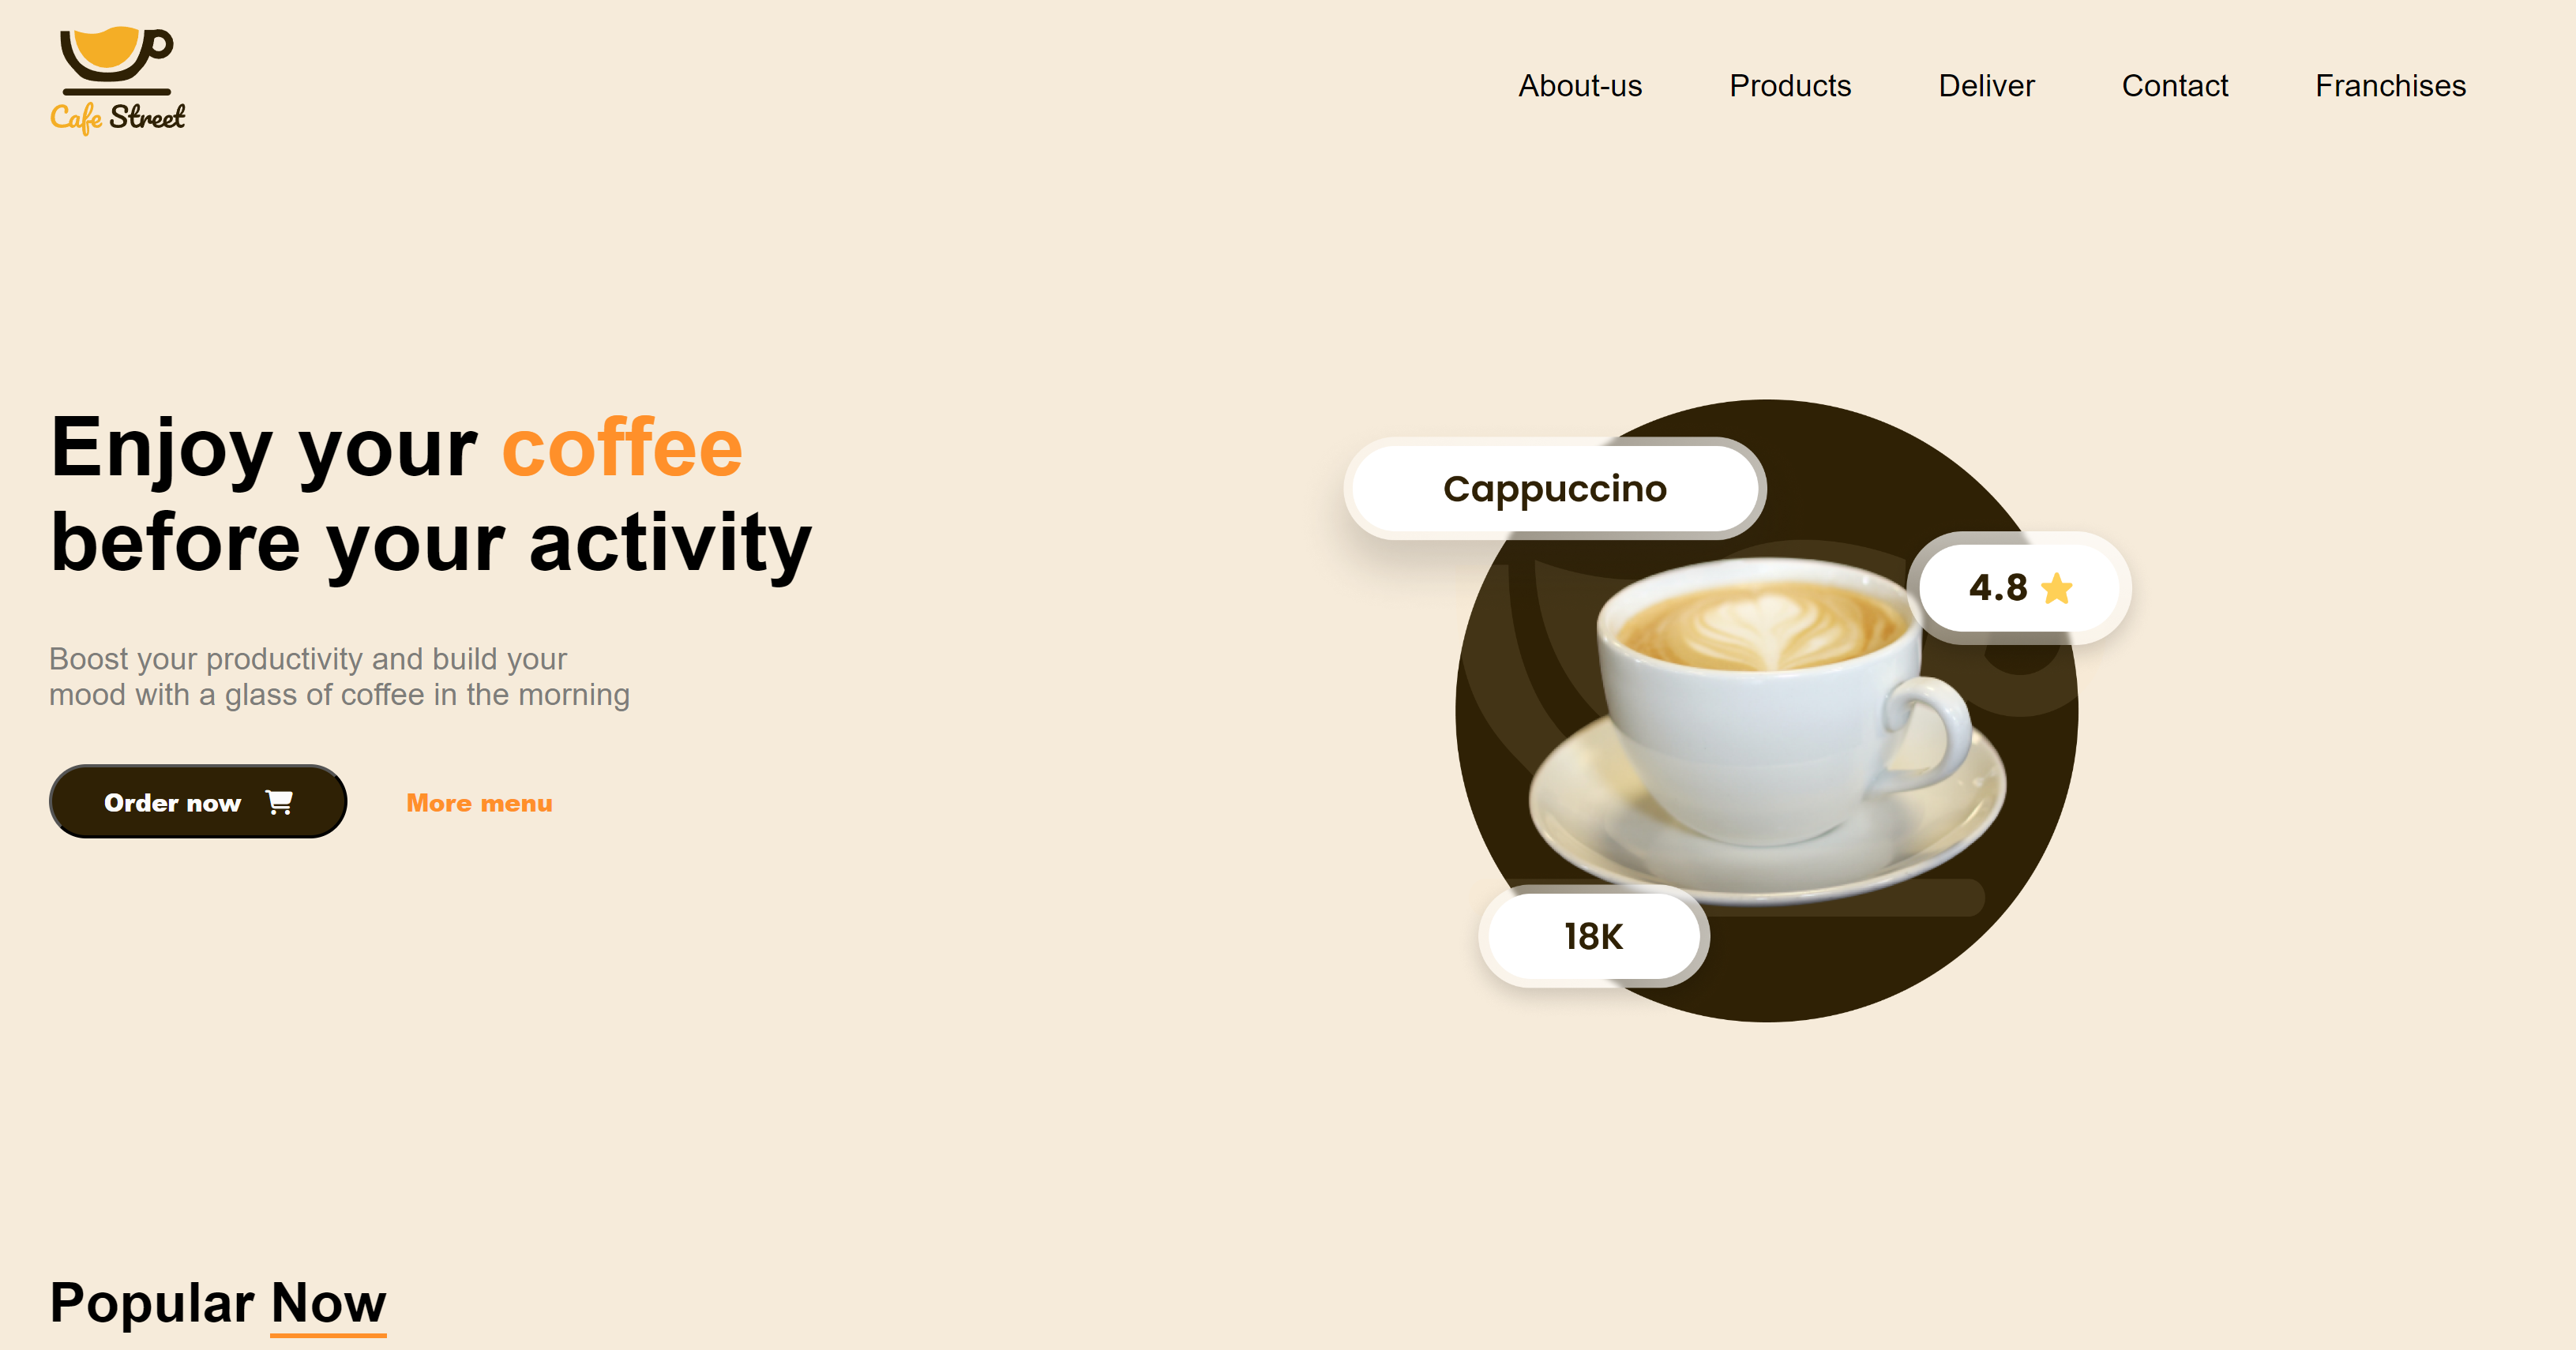 Cafe Street
About-us Products Deliver Contact Franchises
Enjoy your coffee
before your activity
Boost your productivity and build your
mood with a glass of coffee in the morning
Order now More menu
Cappuccino
4.8
18K
Popular Now